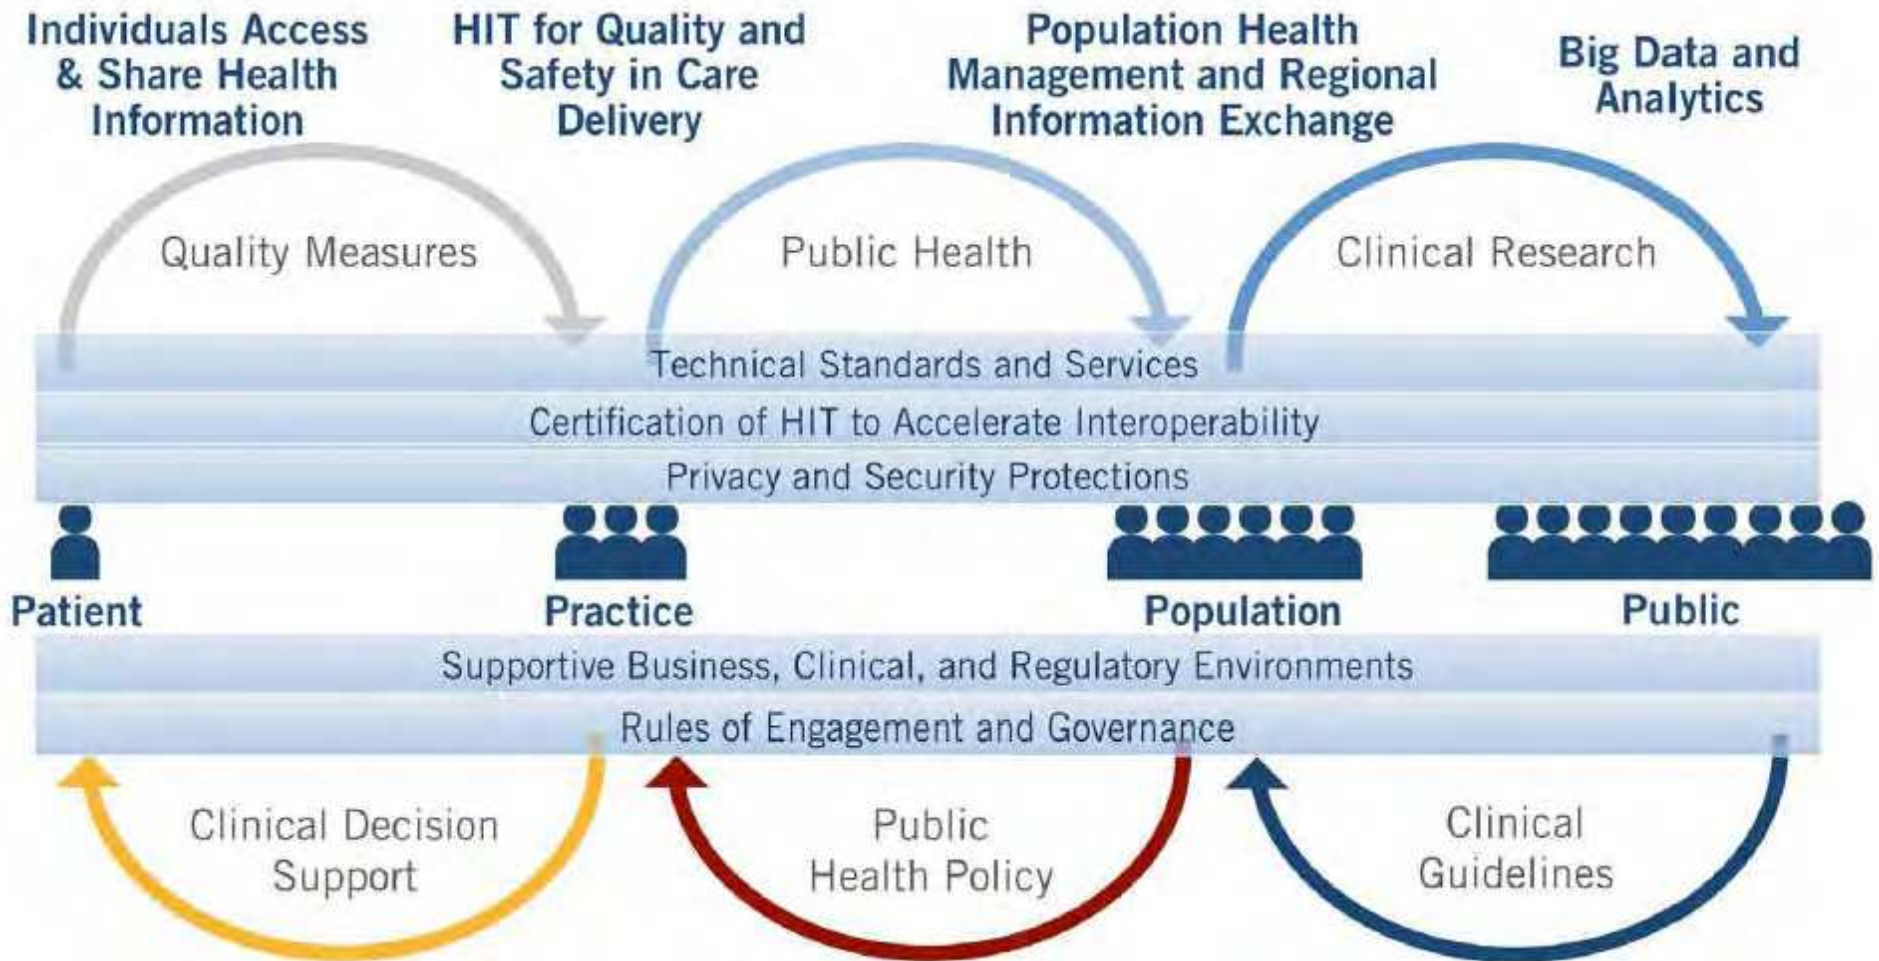 Individuals Access
& Share Health
Information
HIT for Quality and
Safety in Care
Delivery
Population Health
Management and Regional
Information Exchange
Big Data and
Analytics
Quality Measures
Public Health
Clinical Research
Technical Standards and Services
Certification of HIT to Accelerate Interoperability
Privacy and Security Protections
Patient
Practice
Population
Public
Supportive Business, Clinical, and Regulatory Environments
Rules of Engagement and Governance
Clinical Decision
Support
Public
Health Policy
Clinical
Guidelines